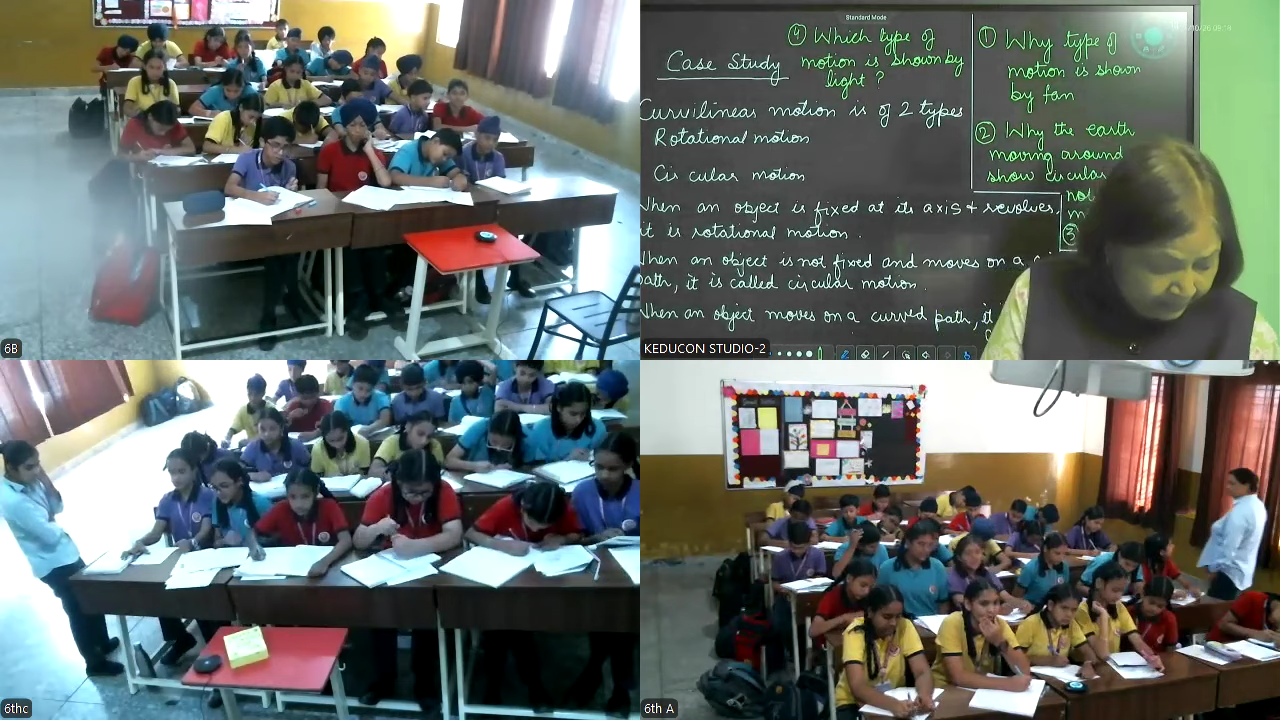 6B
Standard Mode
Case Study
④ Which type of
motion is shown by
light ?
Curvilinear motion is of 2 types
Rotational motion
Circular motion
When an object is fixed at its axis & revolves,
it is rotational motion.
When an object is not fixed and moves on a
path, it is called circular motion.
When an object moves on a curved path, it
① Why type of
motion is shown
by fan
② Why the earth
moving around
show circular
not
③
KEDUCON STUDIO-2
6thc
6th A